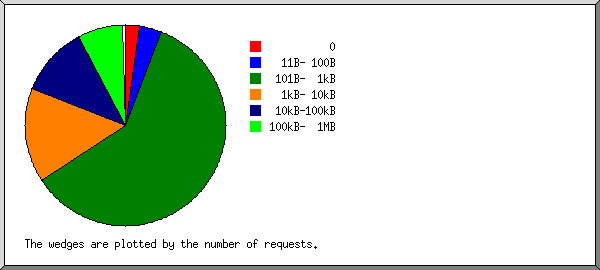 0
11B- 100B
101B- 1kB
1kB- 10kB
10kB-100kB
100kB- 1MB
The wedges are plotted by the number of requests.